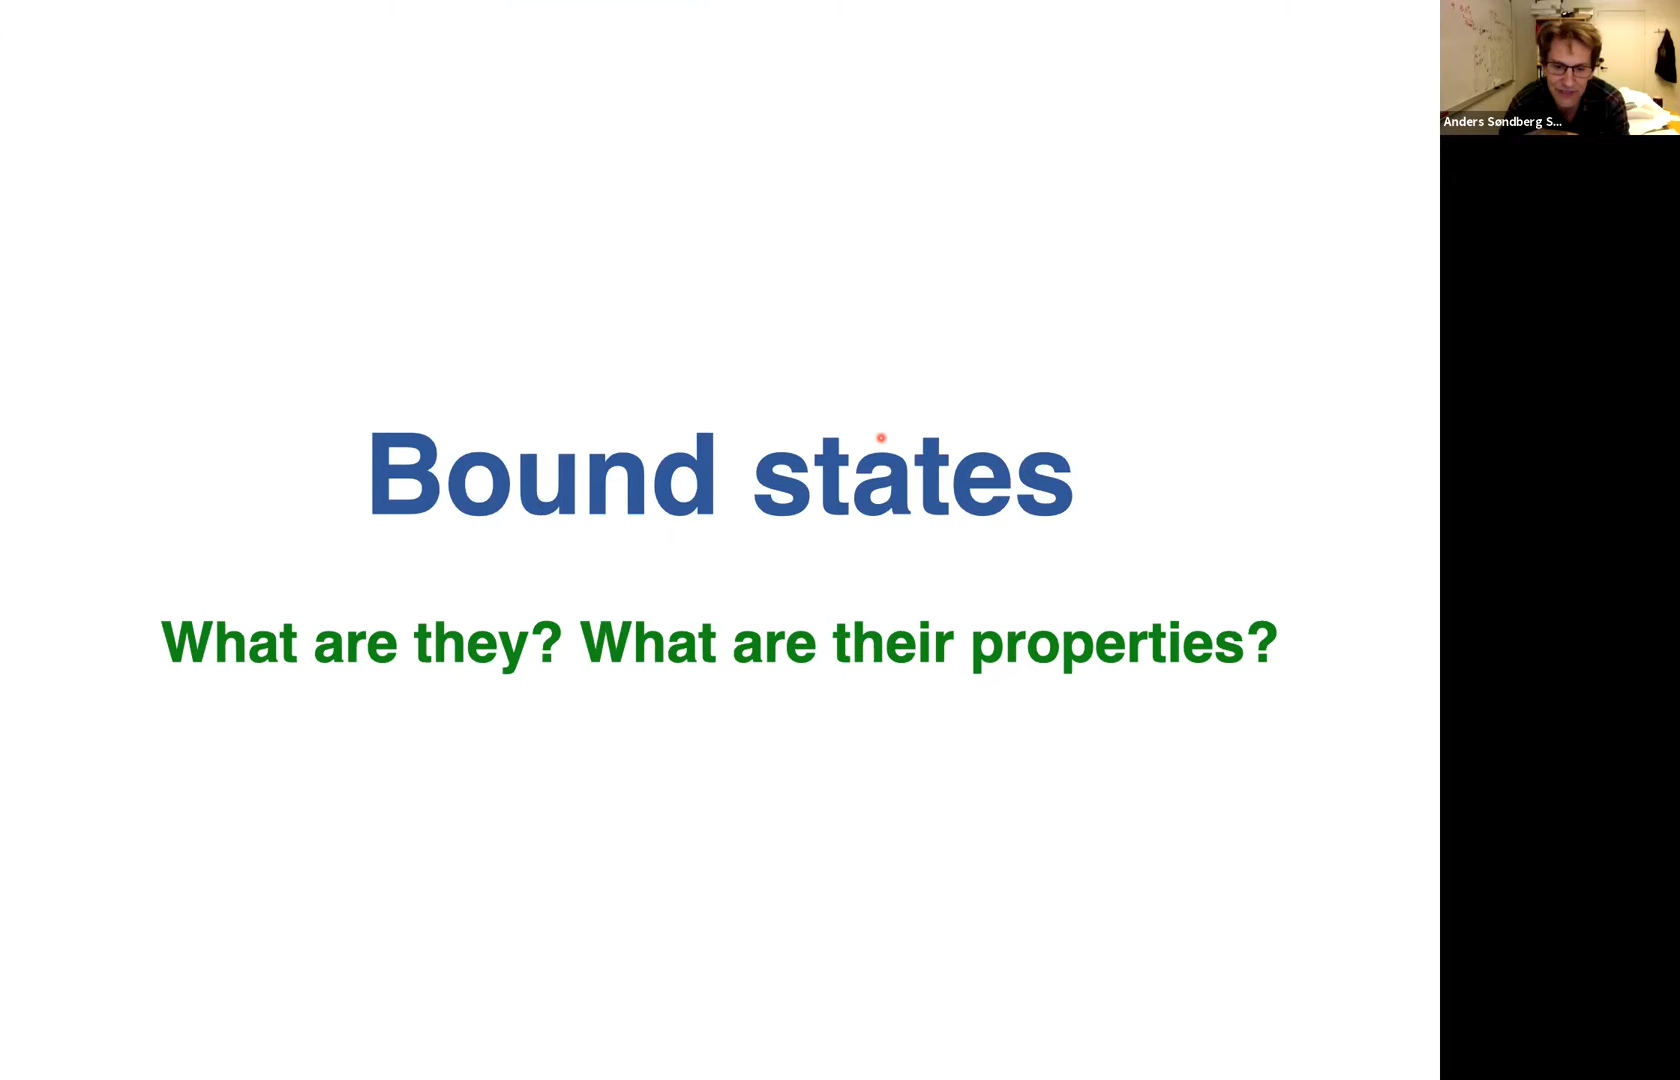 Bound states
What are they? What are their properties?
Anders Søndberg S...